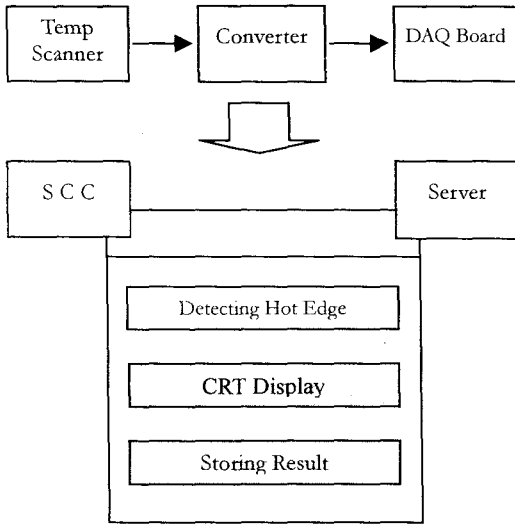 Temp
Scanner
Converter
DAQ Board
S C C
Server
Detecting Hot Edge
CRT Display
Storing Result